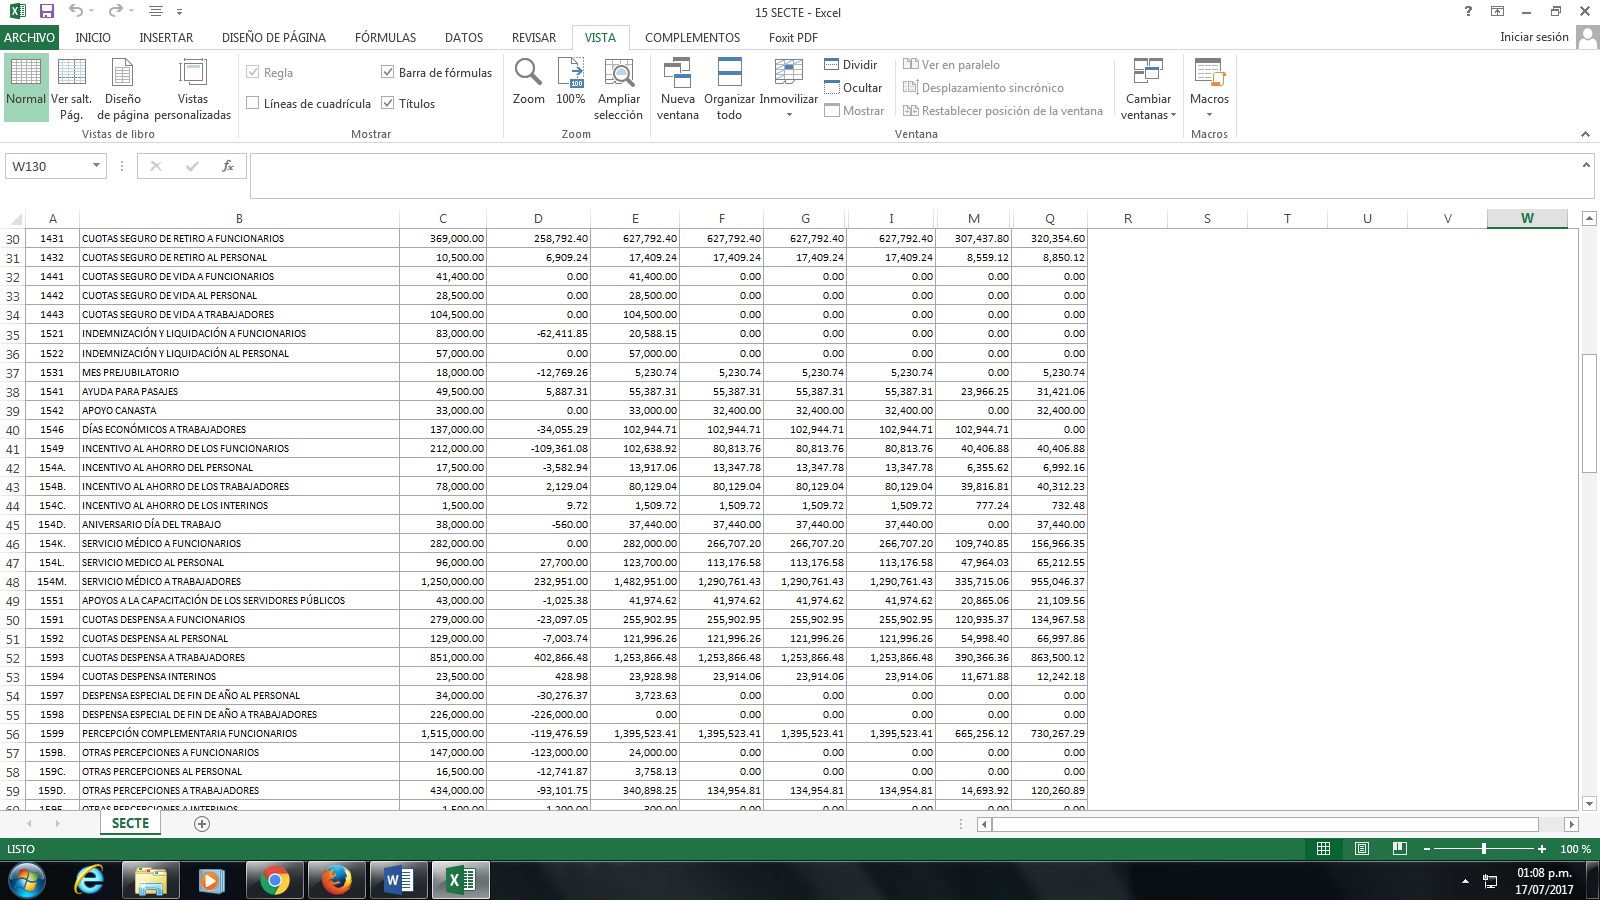 15 SECTE - Excel
ARCHIVO INICIO INSERTAR DISEÑO DE PÁGINA FÓRMULAS DATOS REVISAR VISTA COMPLEMENTOS Foxit PDF Iniciar sesión
Normal Ver salt. Pág. Diseño de página Vistas personalizadas
Vistas de libro
Regla Barra de fórmulas
Líneas de cuadrícula Títulos
Mostrar
Zoom 100% Ampliar selección
Zoom
Nueva ventana Organizar todo Inmovilizar
Dividir
Ocultar
Mostrar
Ver en paralelo
Desplazamiento sincrónico
Restablecer posición de la ventana
Cambiar ventanas
Ventana
Macros
Macros
W130 fx
A B C D E F G I M Q R S T U V W
30 1431 CUOTAS SEGURO DE RETIRO A FUNCIONARIOS 369,000.00 258,792.40 627,792.40 627,792.40 627,792.40 627,792.40 307,437.80 320,354.60
31 1432 CUOTAS SEGURO DE RETIRO AL PERSONAL 10,500.00 6,909.24 17,409.24 17,409.24 17,409.24 17,409.24 8,559.12 8,850.12
32 1441 CUOTAS SEGURO DE VIDA A FUNCIONARIOS 41,400.00 0.00 41,400.00 0.00 0.00 0.00 0.00 0.00
33 1442 CUOTAS SEGURO DE VIDA AL PERSONAL 28,500.00 0.00 28,500.00 0.00 0.00 0.00 0.00 0.00
34 1443 CUOTAS SEGURO DE VIDA A TRABAJADORES 104,500.00 0.00 104,500.00 0.00 0.00 0.00 0.00 0.00
35 1521 INDEMNIZACIÓN Y LIQUIDACIÓN A FUNCIONARIOS 83,000.00 -62,411.85 20,588.15 0.00 0.00 0.00 0.00 0.00
36 1522 INDEMNIZACIÓN Y LIQUIDACIÓN AL PERSONAL 57,000.00 0.00 57,000.00 0.00 0.00 0.00 0.00 0.00
37 1531 MES PREJUBILATORIO 18,000.00 -12,769.26 5,230.74 5,230.74 5,230.74 5,230.74 0.00 5,230.74
38 1541 AYUDA PARA PASAJES 49,500.00 5,887.31 55,387.31 55,387.31 55,387.31 55,387.31 23,966.25 31,421.06
39 1542 APOYO CANASTA 33,000.00 0.00 33,000.00 32,400.00 32,400.00 32,400.00 0.00 32,400.00
40 1546 DÍAS ECONÓMICOS A TRABAJADORES 137,000.00 -34,055.29 102,944.71 102,944.71 102,944.71 102,944.71 102,944.71 0.00
41 1549 INCENTIVO AL AHORRO DE LOS FUNCIONARIOS 212,000.00 -109,361.08 102,638.92 80,813.76 80,813.76 80,813.76 40,406.88 40,406.88
42 154A. INCENTIVO AL AHORRO DEL PERSONAL 17,500.00 -3,582.94 13,917.06 13,347.78 13,347.78 13,347.78 6,355.62 6,992.16
43 154B. INCENTIVO AL AHORRO DE LOS TRABAJADORES 78,000.00 2,129.04 80,129.04 80,129.04 80,129.04 80,129.04 39,816.81 40,312.23
44 154C. INCENTIVO AL AHORRO DE LOS INTERINOS 1,500.00 9.72 1,509.72 1,509.72 1,509.72 1,509.72 777.24 732.48
45 154D. ANIVERSARIO DÍA DEL TRABAJO 38,000.00 -560.00 37,440.00 37,440.00 37,440.00 37,440.00 0.00 37,440.00
46 154K. SERVICIO MÉDICO A FUNCIONARIOS 282,000.00 0.00 282,000.00 266,707.20 266,707.20 266,707.20 109,740.85 156,966.35
47 154L. SERVICIO MEDICO AL PERSONAL 96,000.00 27,700.00 123,700.00 113,176.58 113,176.58 113,176.58 47,964.03 65,212.55
48 154M. SERVICIO MÉDICO A TRABAJADORES 1,250,000.00 232,951.00 1,482,951.00 1,290,761.43 1,290,761.43 1,290,761.43 335,715.06 955,046.37
49 1551 APOYOS A LA CAPACITACIÓN DE LOS SERVIDORES PÚBLICOS 43,000.00 -1,025.38 41,974.62 41,974.62 41,974.62 41,974.62 20,865.06 21,109.56
50 1591 CUOTAS DESPENSA A FUNCIONARIOS 279,000.00 -23,097.05 255,902.95 255,902.95 255,902.95 255,902.95 120,935.37 134,967.58
51 1592 CUOTAS DESPENSA AL PERSONAL 129,000.00 -7,003.74 121,996.26 121,996.26 121,996.26 121,996.26 54,998.40 66,997.86
52 1593 CUOTAS DESPENSA A TRABAJADORES 851,000.00 402,866.48 1,253,866.48 1,253,866.48 1,253,866.48 1,253,866.48 390,366.36 863,500.12
53 1594 CUOTAS DESPENSA INTERINOS 23,500.00 428.98 23,928.98 23,914.06 23,914.06 23,914.06 11,671.88 12,242.18
54 1597 DESPENSA ESPECIAL DE FIN DE AÑO AL PERSONAL 34,000.00 -30,276.37 3,723.63 0.00 0.00 0.00 0.00 0.00
55 1598 DESPENSA ESPECIAL DE FIN DE AÑO A TRABAJADORES 226,000.00 -226,000.00 0.00 0.00 0.00 0.00 0.00 0.00
56 1599 PERCEPCIÓN COMPLEMENTARIA FUNCIONARIOS 1,515,000.00 -119,476.59 1,395,523.41 1,395,523.41 1,395,523.41 1,395,523.41 665,256.12 730,267.29
57 159B. OTRAS PERCEPCIONES A FUNCIONARIOS 147,000.00 -123,000.00 24,000.00 0.00 0.00 0.00 0.00 0.00
58 159C. OTRAS PERCEPCIONES AL PERSONAL 16,500.00 -12,741.87 3,758.13 0.00 0.00 0.00 0.00 0.00
59 159D. OTRAS PERCEPCIONES A TRABAJADORES 434,000.00 -93,101.75 340,898.25 134,954.81 134,954.81 134,954.81 14,693.92 120,260.89
60 159E. OTRAS PERCEPCIONES A INTERINOS 1,500.00 -1,200.00 300.00 0.00 0.00 0.00 0.00 0.00
SECTE
LISTO 100 %
01:08 p.m.
17/07/2017